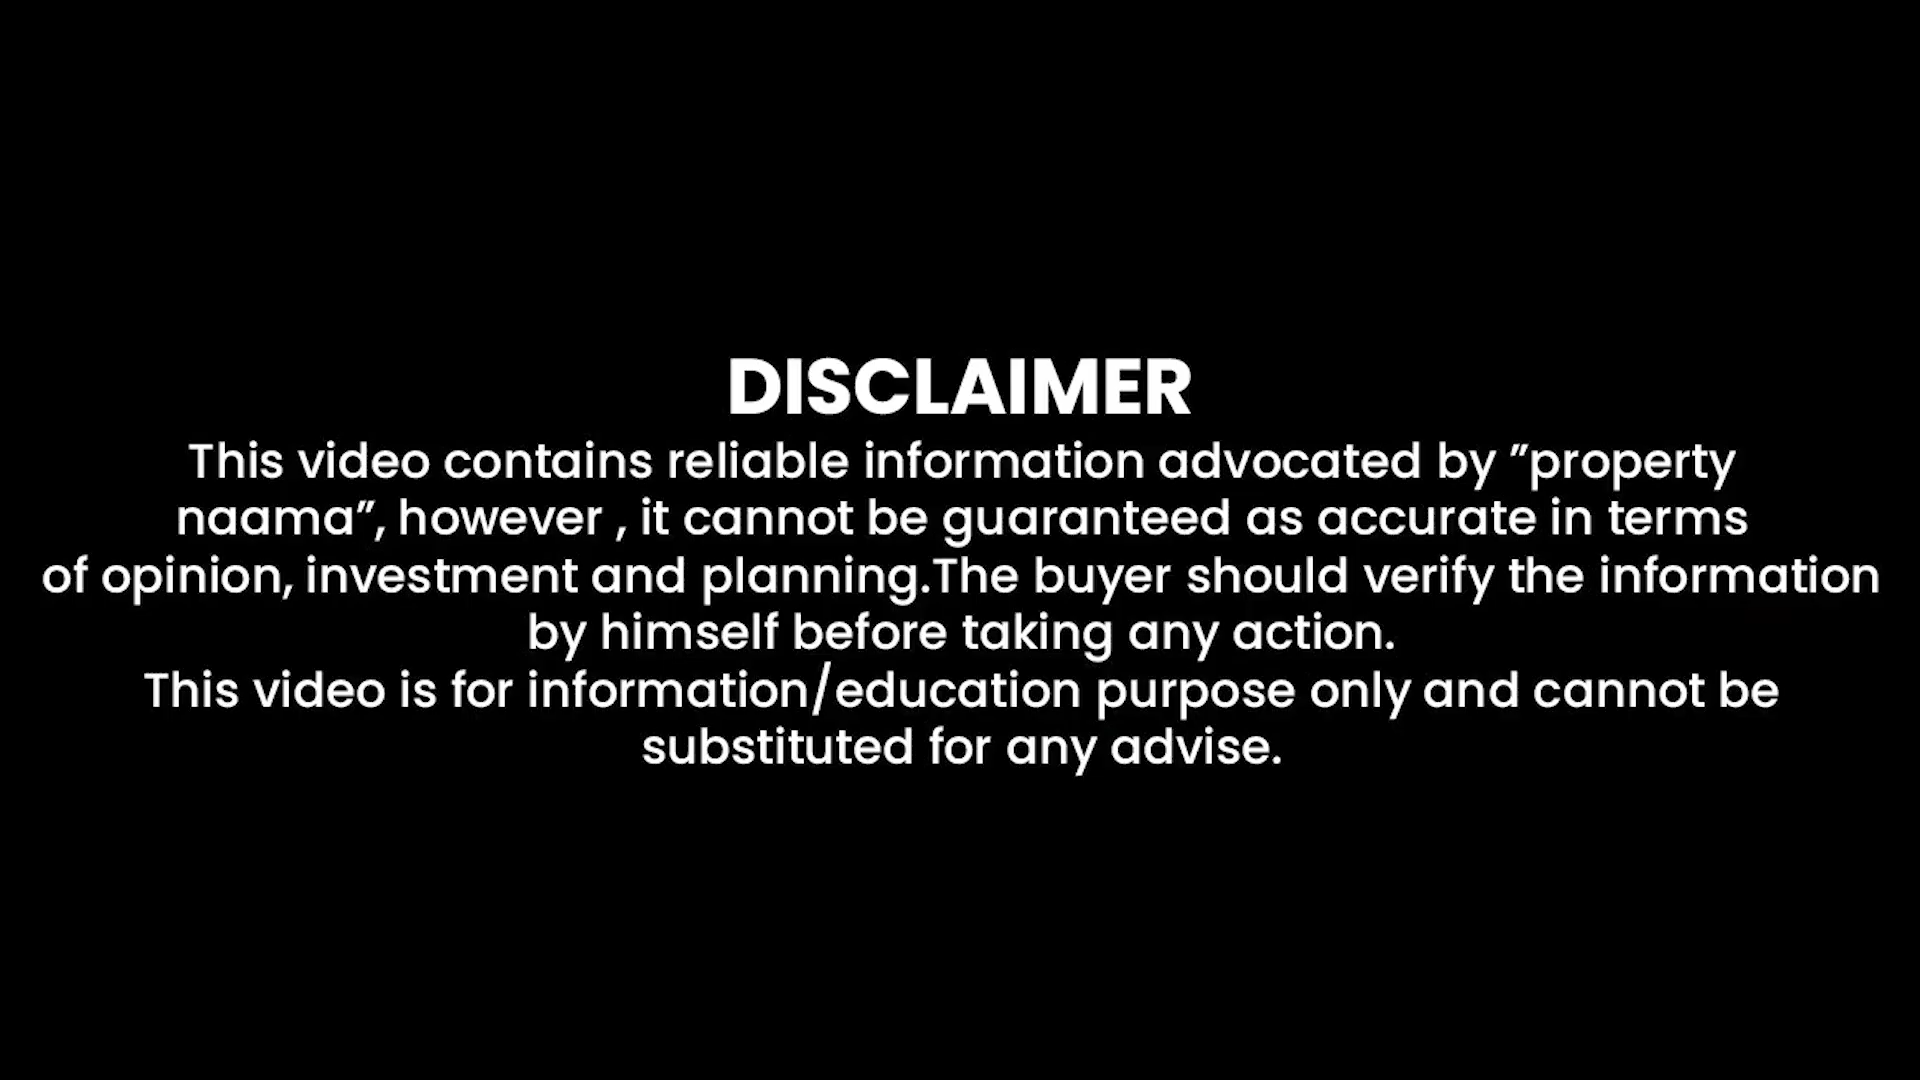 DISCLAIMER
This video contains reliable information advocated by ”property
naama”, however , it cannot be guaranteed as accurate in terms
of opinion, investment and planning.The buyer should verify the information
by himself before taking any action.
This video is for information/education purpose only and cannot be
substituted for any advise.